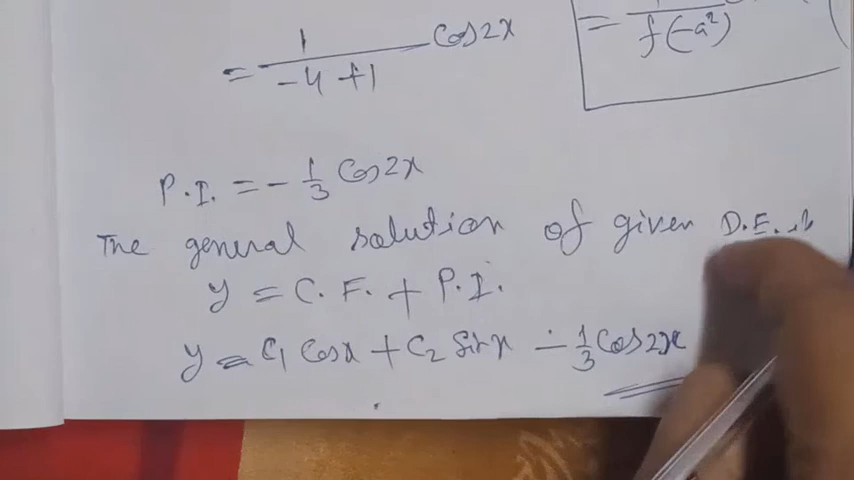 = 1/(-4+1) Cos2x
= 1/f(-a²)
P.I. = - 1/3 Cos2x
The general solution of given D.E. is
y = C.F. + P.I.
y = C1 Cosx + C2 Sinx - 1/3 Cos2x